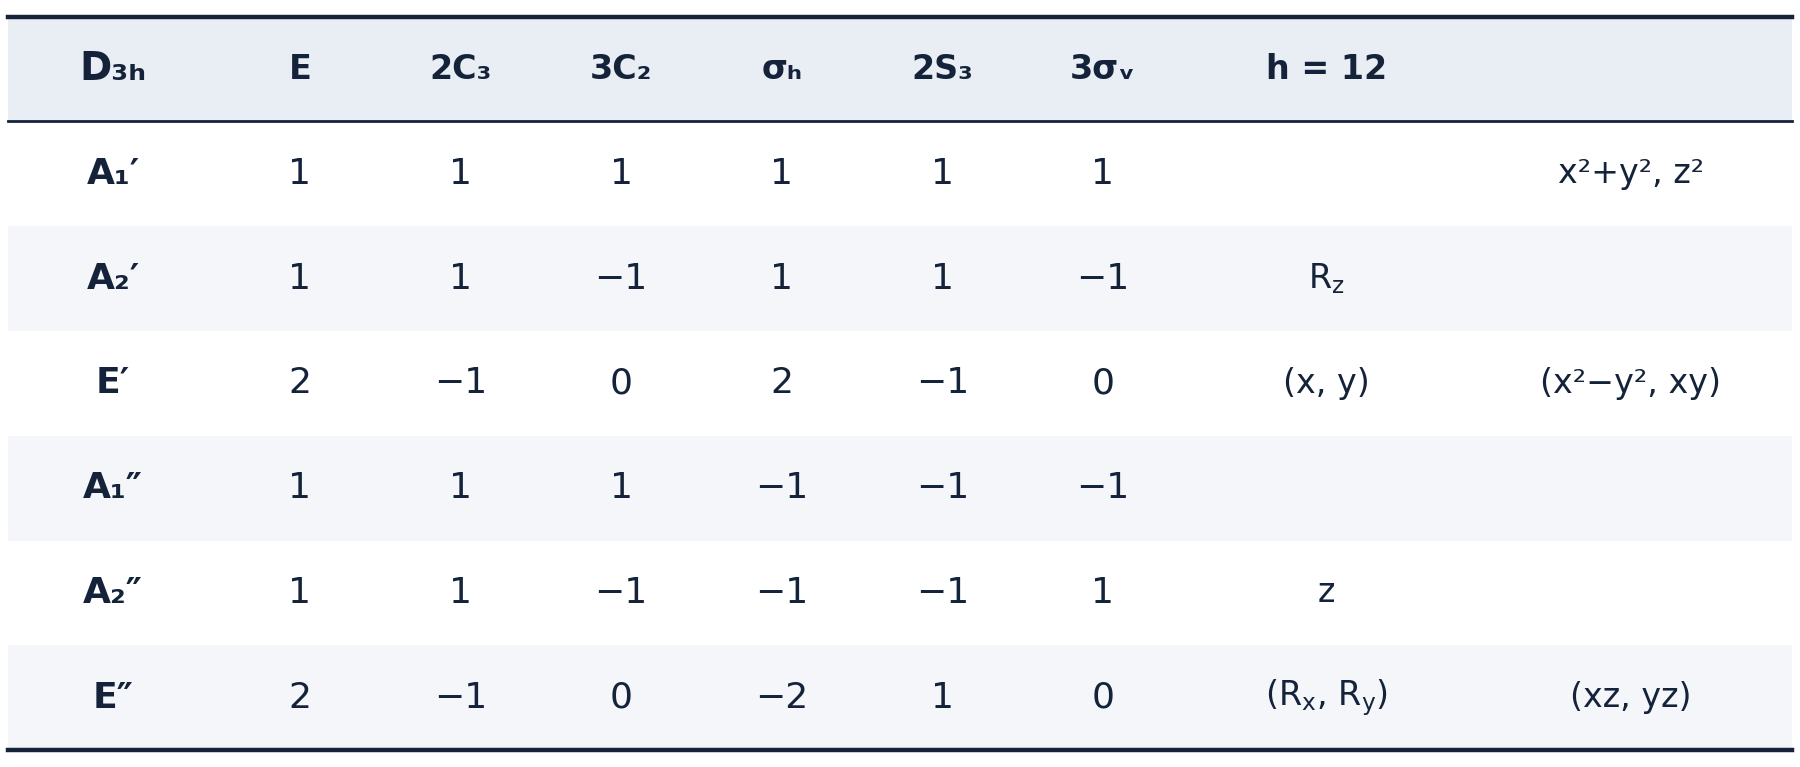 D₃ₕ E 2C₃ 3C₂ σₕ 2S₃ 3σᵥ h = 12
A₁′ 1 1 1 1 1 1 x²+y², z²
A₂′ 1 1 −1 1 1 −1 R_z
E′ 2 −1 0 2 −1 0 (x, y) (x²−y², xy)
A₁″ 1 1 1 −1 −1 −1
A₂″ 1 1 −1 −1 −1 1 z
E″ 2 −1 0 −2 1 0 (Rₓ, R_y) (xz, yz)